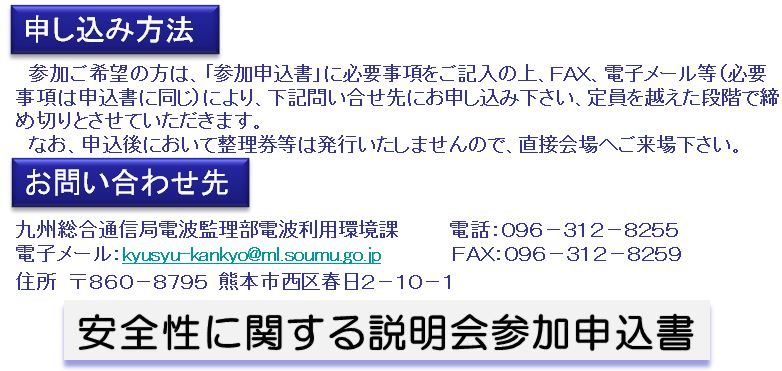 申し込み方法
参加ご希望の方は、「参加申込書」に必要事項をご記入の上、FAX、電子メール等（必要
事項は申込書に同じ）により、下記問い合せ先にお申し込み下さい、定員を越えた段階で締
め切りとさせていただきます。
なお、申込後において整理券等は発行いたしませんので、直接会場へご来場下さい。
お問い合わせ先
九州総合通信局電波監理部電波利用環境課　電話：０９６－３１２－８２５５
電子メール：kyusyu-kankyo@ml.soumu.go.jp　FAX：０９６－３１２－８２５９
住所　〒８６０－８７９５　熊本市西区春日２－１０－１
安全性に関する説明会参加申込書